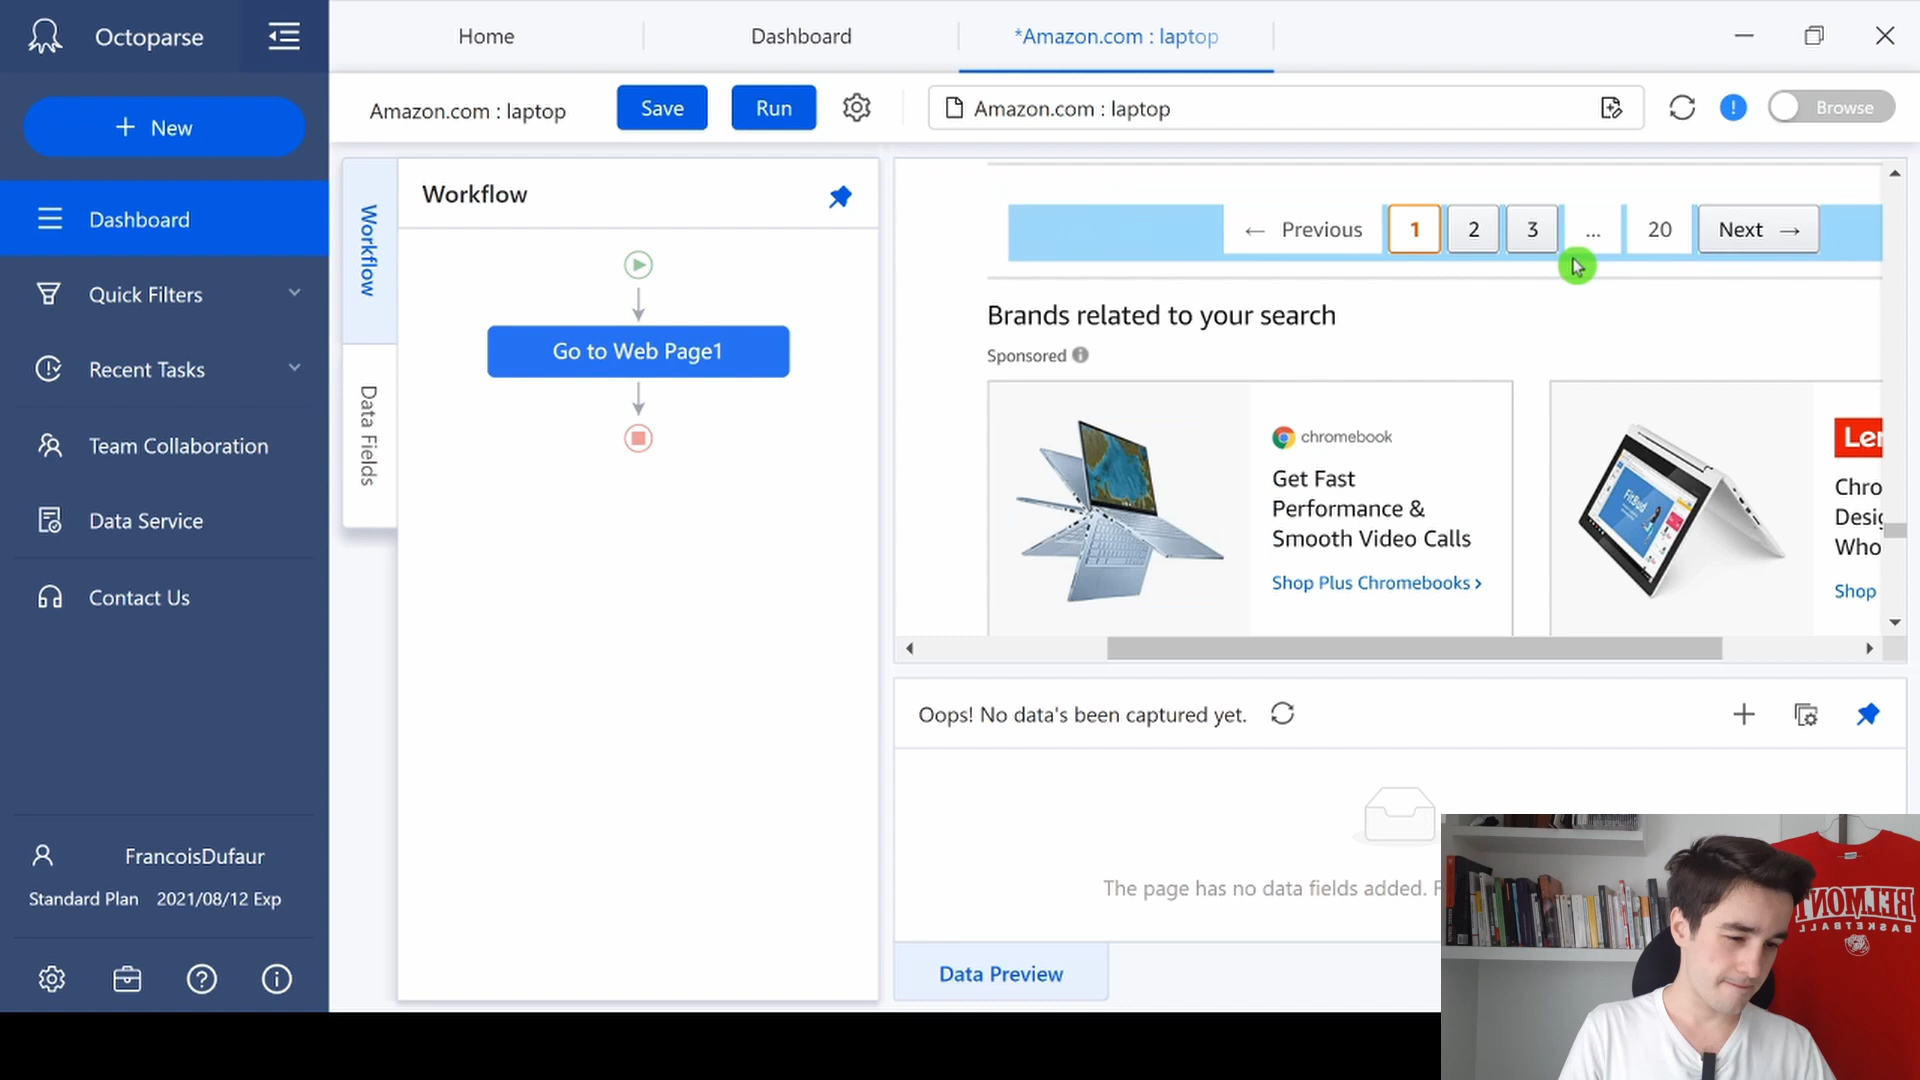 Octoparse
Home
Dashboard
*Amazon.com : laptop
+ New
Amazon.com : laptop
Save
Run
Amazon.com : laptop
Browse
Dashboard
Quick Filters
Recent Tasks
Team Collaboration
Data Service
Contact Us
FrancoisDufaur
Standard Plan 2021/08/12 Exp
Workflow
Data Fields
Workflow
Go to Web Page1
← Previous 1 2 3 ... 20 Next →
Brands related to your search
Sponsored
chromebook
Get Fast
Performance &
Smooth Video Calls
Shop Plus Chromebooks ›
Len
Chro
Desig
Who
Shop
Oops! No data's been captured yet.
The page has no data fields added. F
Data Preview
BELMONT
BASKETBALL